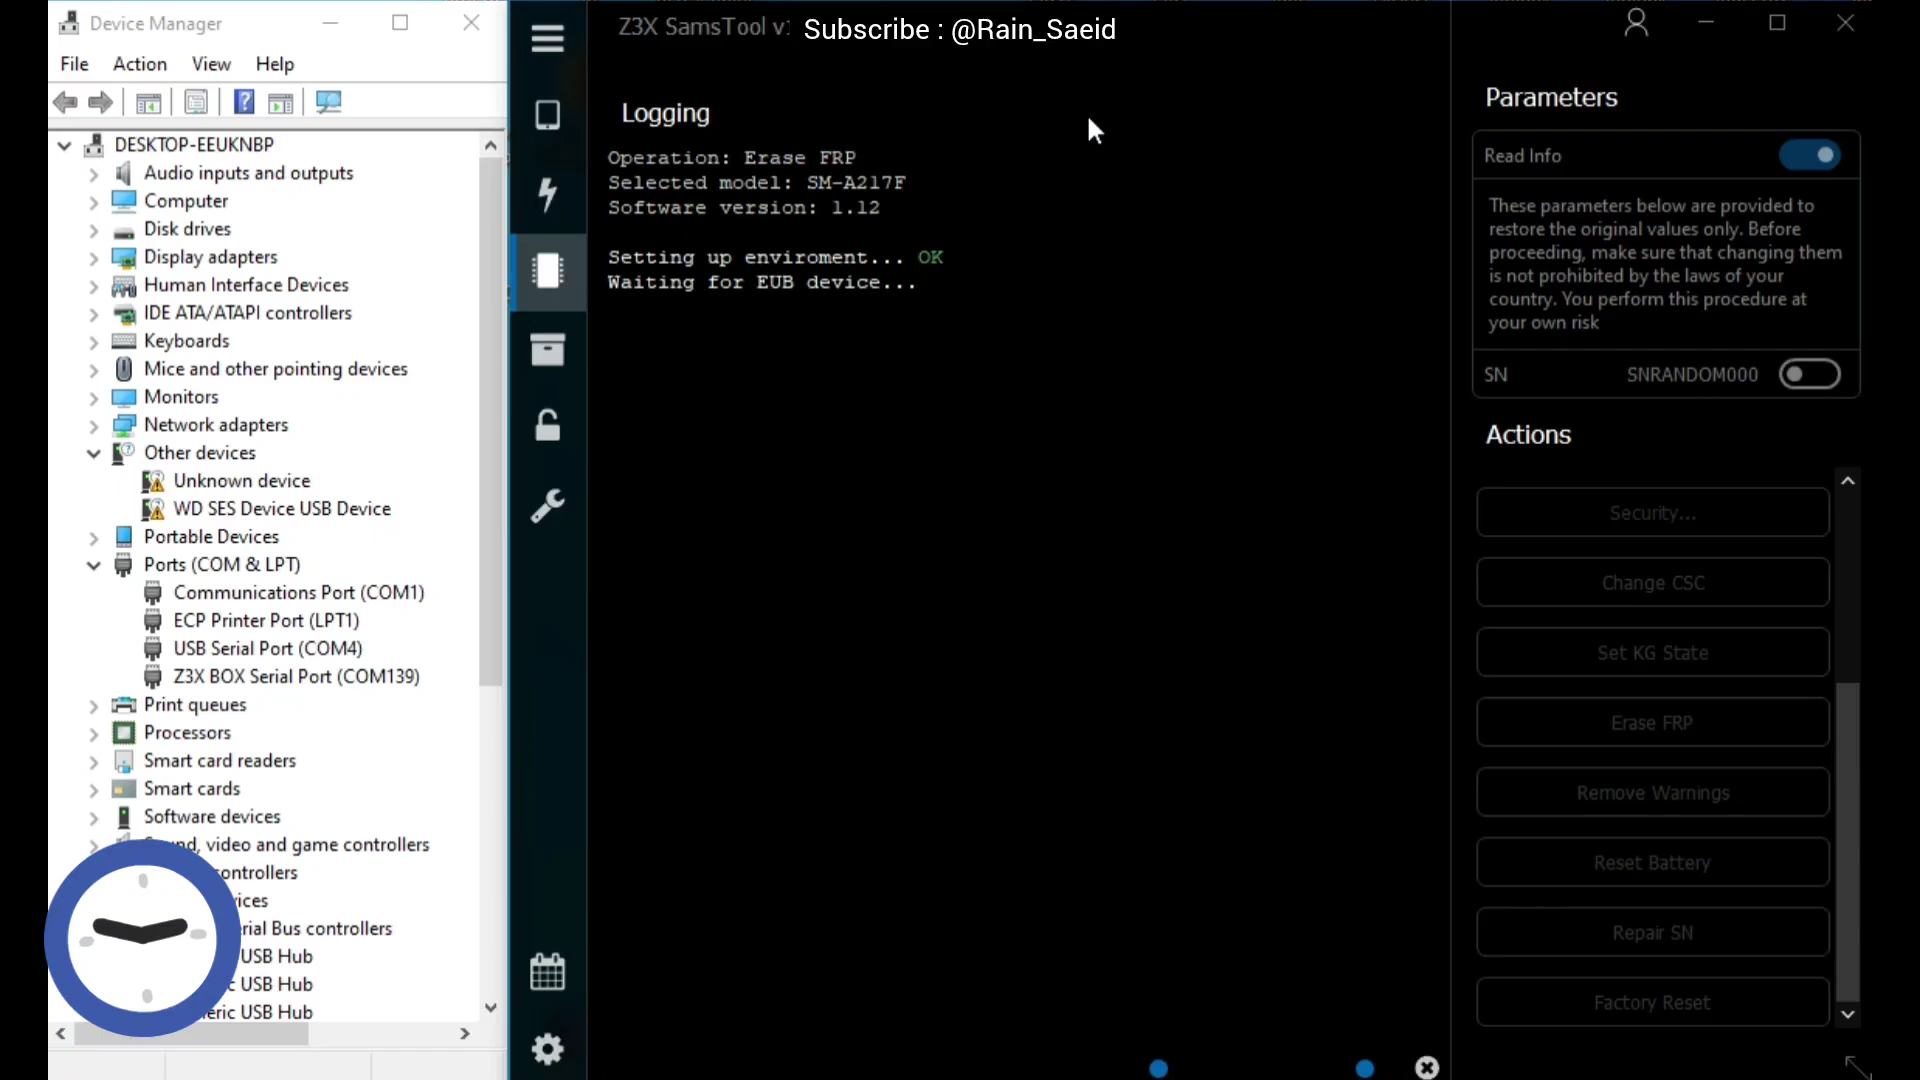 Device Manager
File Action View Help
DESKTOP-EEUKNBP
Audio inputs and outputs
Computer
Disk drives
Display adapters
Human Interface Devices
IDE ATA/ATAPI controllers
Keyboards
Mice and other pointing devices
Monitors
Network adapters
Other devices
Unknown device
WD SES Device USB Device
Portable Devices
Ports (COM & LPT)
Communications Port (COM1)
ECP Printer Port (LPT1)
USB Serial Port (COM4)
Z3X BOX Serial Port (COM139)
Print queues
Processors
Smart card readers
Smart cards
Software devices
video and game controllers
USB Hub
USB Hub
USB Hub
Z3X SamsTool
Subscribe : @Rain_Saeid
Logging
Operation: Erase FRP
Selected model: SM-A217F
Software version: 1.12
Setting up enviroment... OK
Waiting for EUB device...
Parameters
Read Info
These parameters below are provided to
restore the original values only. Before
proceeding, make sure that changing them
is not prohibited by the laws of your
country. You perform this procedure at
your own risk
SN SNRANDOM000
Actions
Security...
Change CSC
Set KG State
Erase FRP
Remove Warnings
Reset Battery
Repair SN
Factory Reset